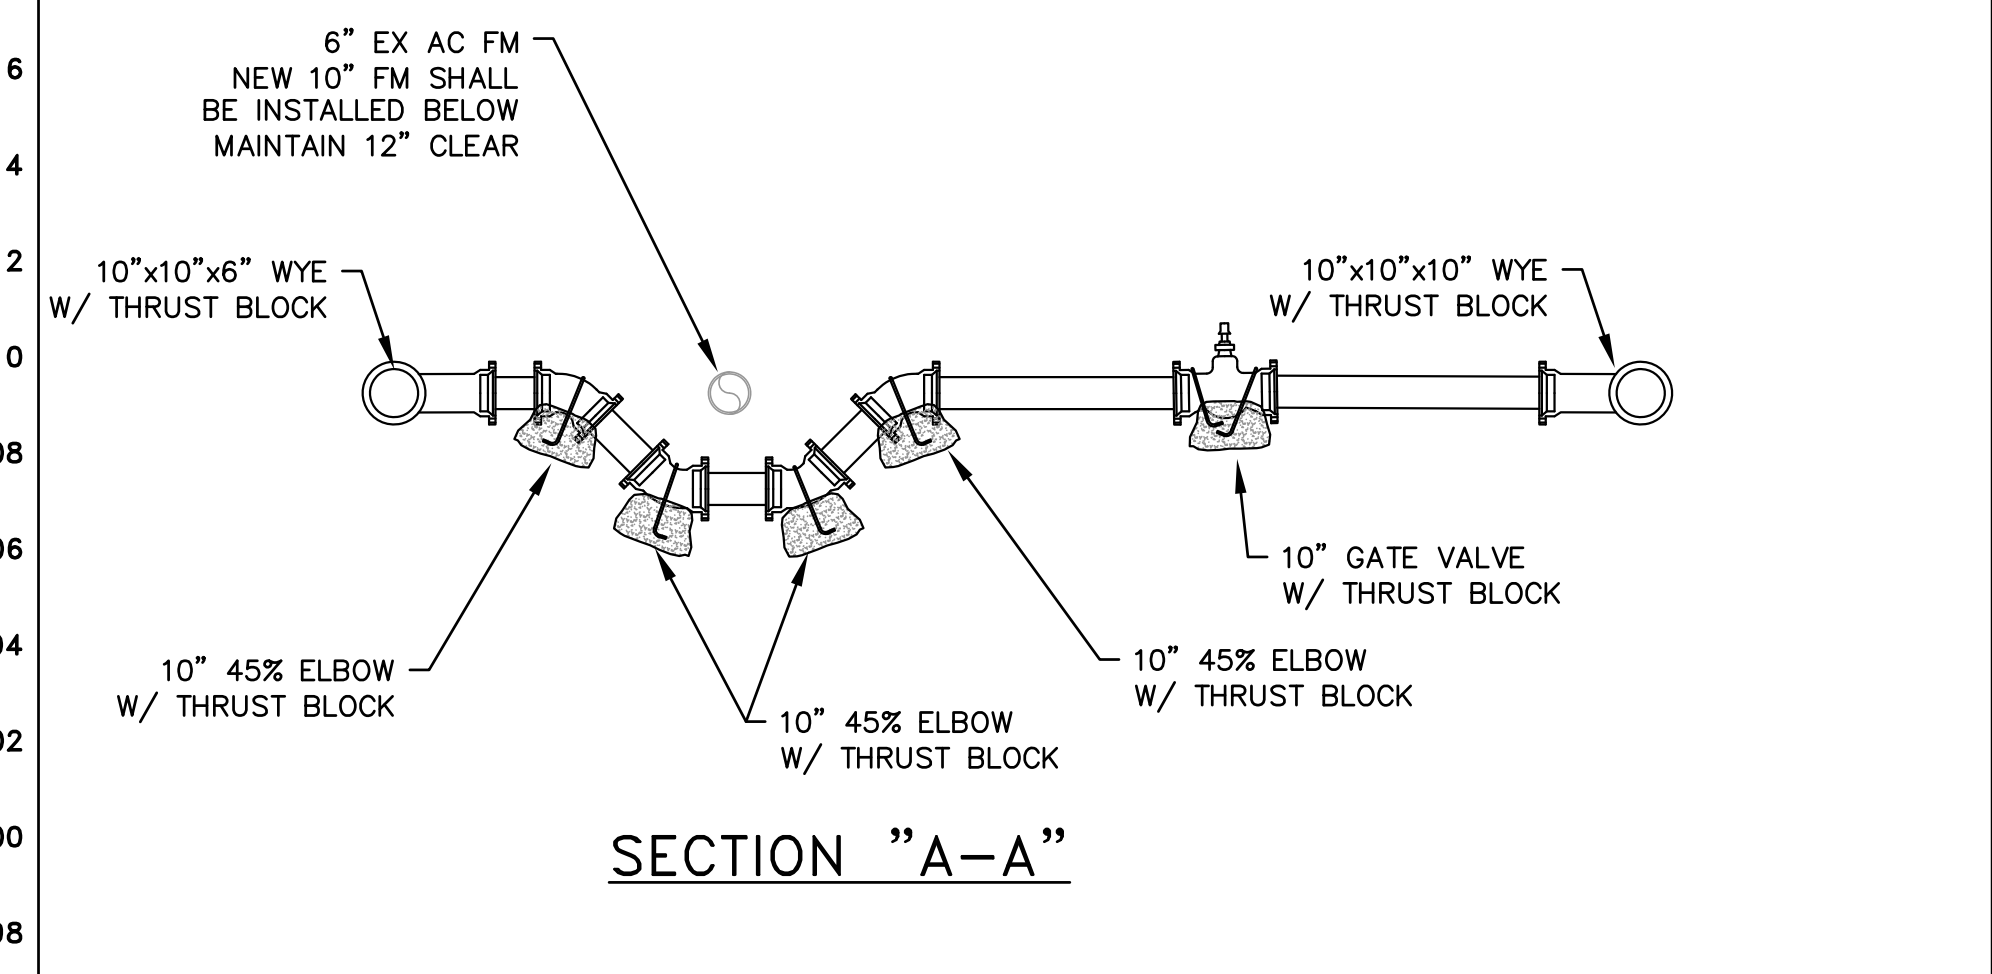 6” EX AC FM
NEW 10” FM SHALL
BE INSTALLED BELOW
MAINTAIN 12” CLEAR
10”x10”x6” WYE
W/ THRUST BLOCK
10”x10”x10” WYE
W/ THRUST BLOCK
10” GATE VALVE
W/ THRUST BLOCK
10” 45% ELBOW
W/ THRUST BLOCK
10” 45% ELBOW
W/ THRUST BLOCK
10” 45% ELBOW
W/ THRUST BLOCK
SECTION ”A–A”
6
4
2
0
08
06
04
02
00
98